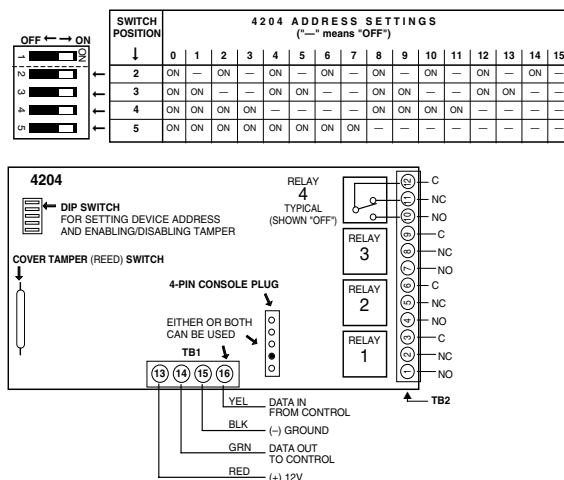 SWITCH POSITION ↓ 4204 ADDRESS SETTINGS
("—" means "OFF")
OFF ←→ ON
0 1 2 3 4 5 6 7 8 9 10 11 12 13 14 15
2 ON — ON — ON — ON — ON — ON — ON — ON —
3 ON ON — — ON ON — — ON ON — — ON ON — —
4 ON ON ON ON — — — — ON ON ON ON — — — —
5 ON ON ON ON ON ON ON ON — — — — — — — —
ON
1
2
3
4
5
4204
DIP SWITCH
FOR SETTING DEVICE ADDRESS
AND ENABLING/DISABLING TAMPER
COVER TAMPER (REED) SWITCH
4-PIN CONSOLE PLUG
EITHER OR BOTH
CAN BE USED
TB1
13 14 15 16
RELAY
4
TYPICAL
(SHOWN "OFF")
RELAY
3
RELAY
2
RELAY
1
12 C
11 NC
10 NO
9 C
8 NC
7 NO
6 C
5 NC
4 NO
3 C
2 NC
1 NO
TB2
YEL DATA IN
FROM CONTROL
BLK (–) GROUND
GRN DATA OUT
TO CONTROL
RED (+) 12V